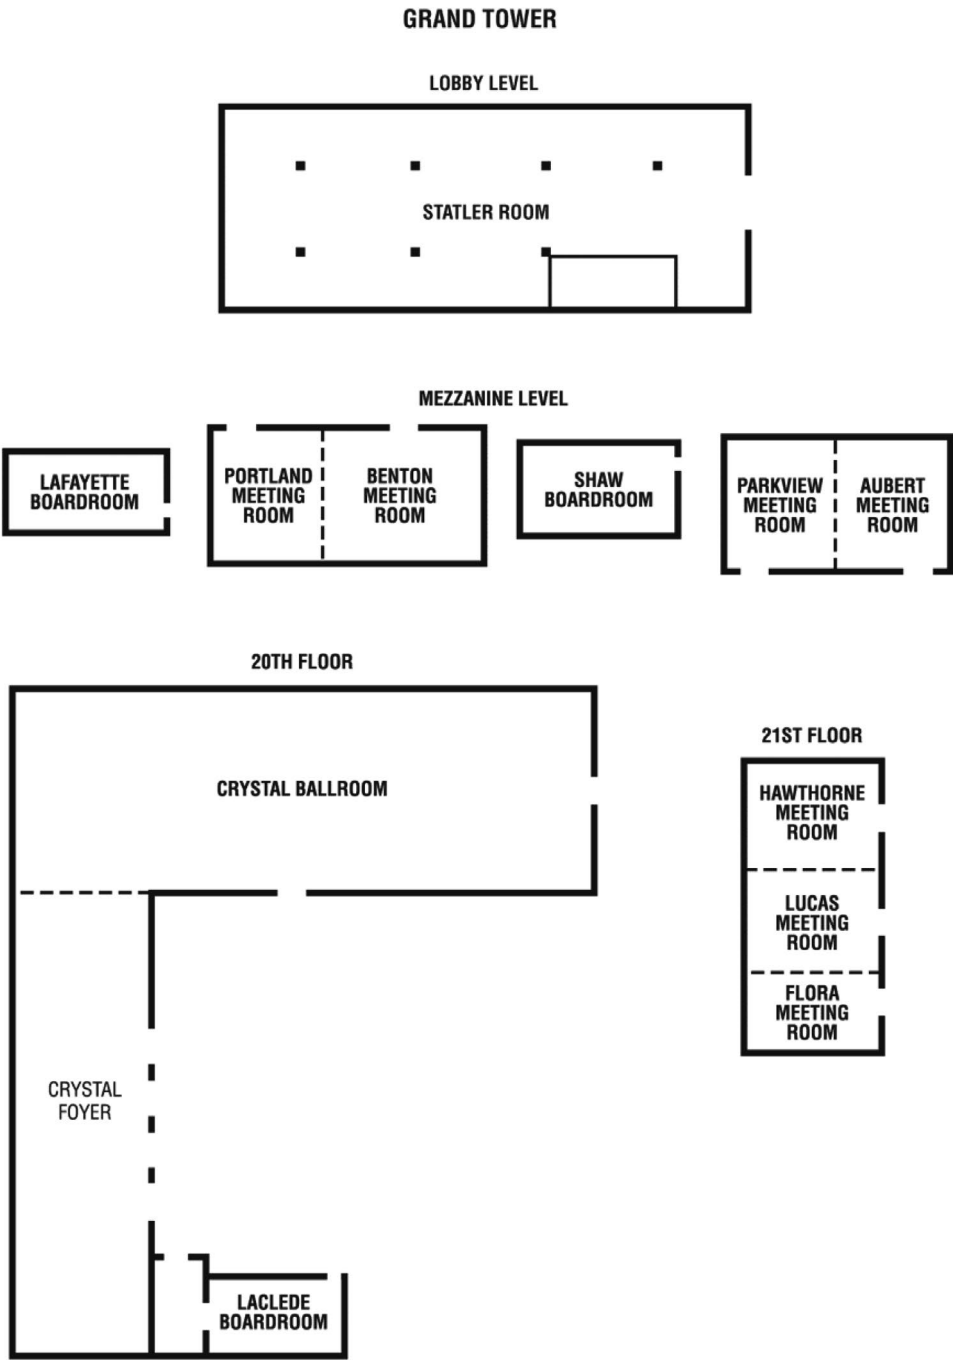 GRAND TOWER
LOBBY LEVEL
STATLER ROOM
MEZZANINE LEVEL
LAFAYETTE
BOARDROOM
PORTLAND
MEETING
ROOM
BENTON
MEETING
ROOM
SHAW
BOARDROOM
PARKVIEW
MEETING
ROOM
AUBERT
MEETING
ROOM
20TH FLOOR
CRYSTAL BALLROOM
CRYSTAL
FOYER
LACLEDE
BOARDROOM
21ST FLOOR
HAWTHORNE
MEETING
ROOM
LUCAS
MEETING
ROOM
FLORA
MEETING
ROOM